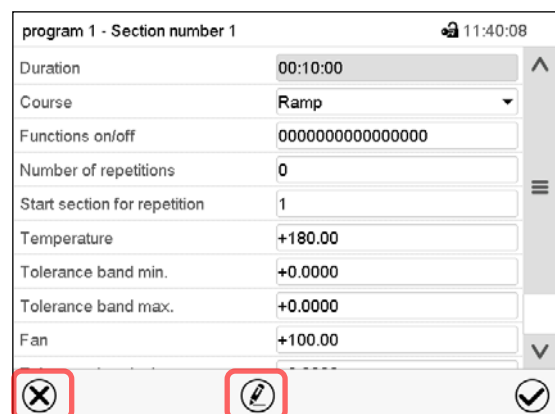 program 1 - Section number 1 11:40:08
Duration 00:10:00
Course Ramp
Functions on/off 0000000000000000
Number of repetitions 0
Start section for repetition 1
Temperature +180.00
Tolerance band min. +0.0000
Tolerance band max. +0.0000
Fan +100.00